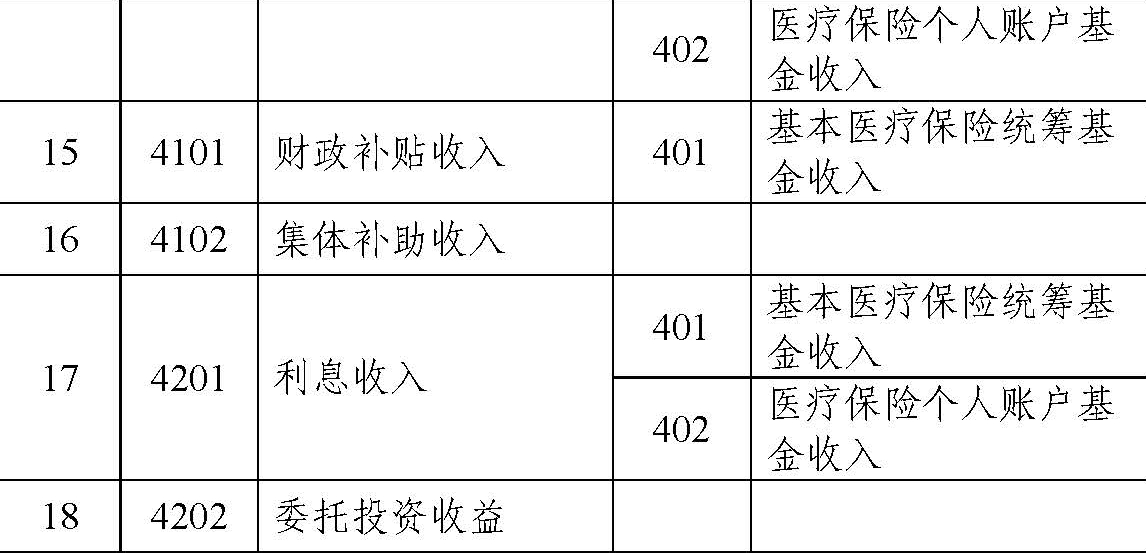 402 医疗保险个人账户基
金收入
15 4101 财政补贴收入 401 基本医疗保险统筹基
金收入
16 4102 集体补助收入
17 4201 利息收入 401 基本医疗保险统筹基
金收入
402 医疗保险个人账户基
金收入
18 4202 委托投资收益